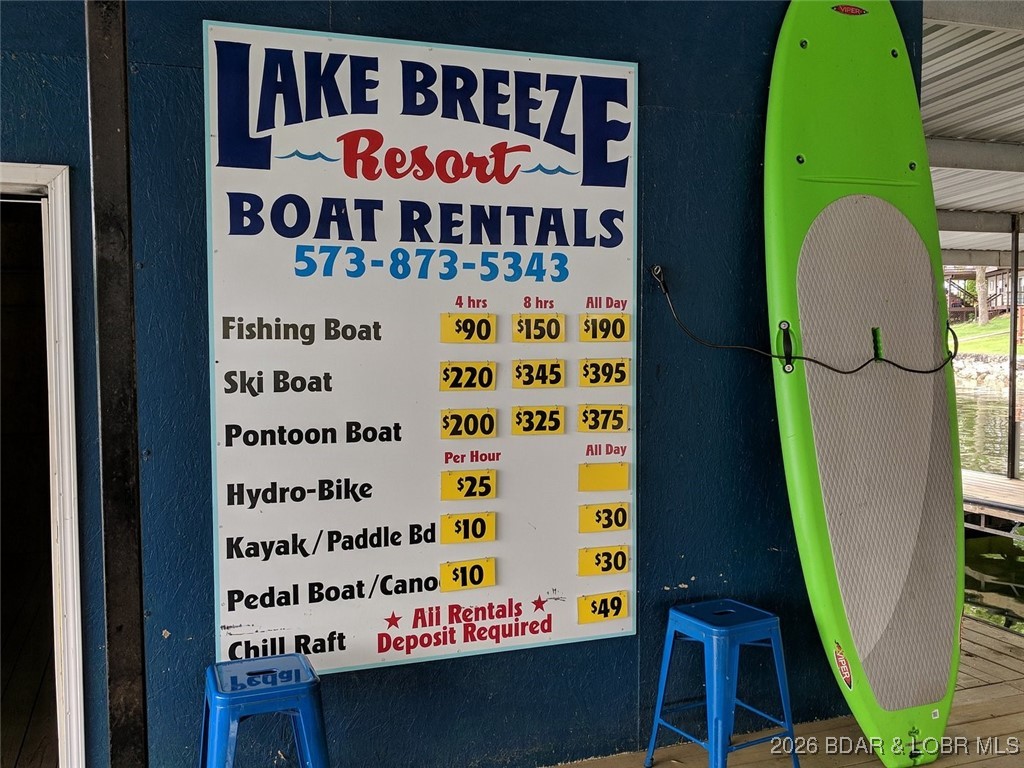 LAKE BREEZE
Resort
BOAT RENTALS
573-873-5343
4 hrs 8 hrs All Day
Fishing Boat $90 $150 $190
Ski Boat $220 $345 $395
Pontoon Boat $200 $325 $375
Per Hour All Day
Hydro-Bike $25
Kayak/Paddle Bd $10 $30
Pedal Boat/Cano $10 $30
Chill Raft $49
★ All Rentals ★
Deposit Required
Pedal
VIPER
VIPER
2026 BDAR & LOBR MLS